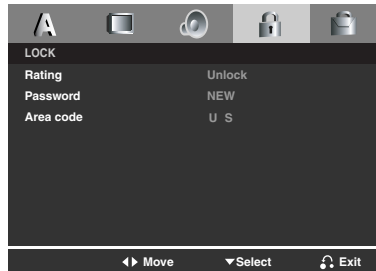 A
LOCK
Rating Unlock
Password NEW
Area code U S
◀▶ Move ▼Select Exit